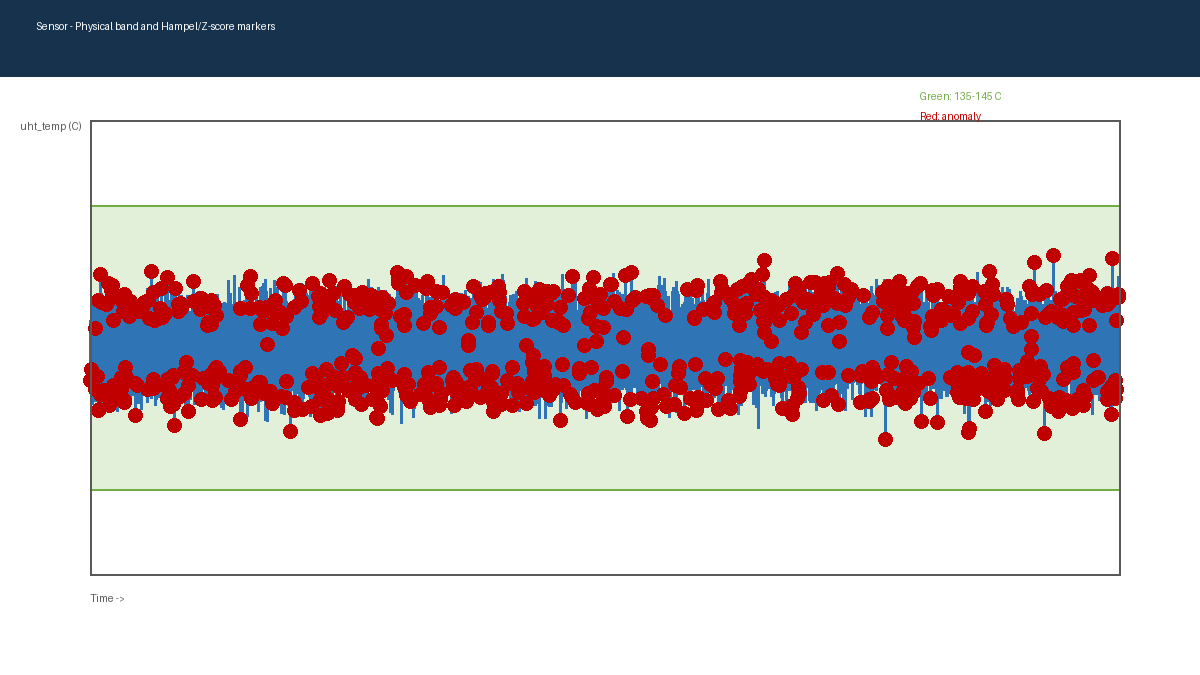 Sensor - Physical band and Hampel/Z-score markers
Green: 135-145 C
Red: anomaly
uht_temp (C)
Time ->